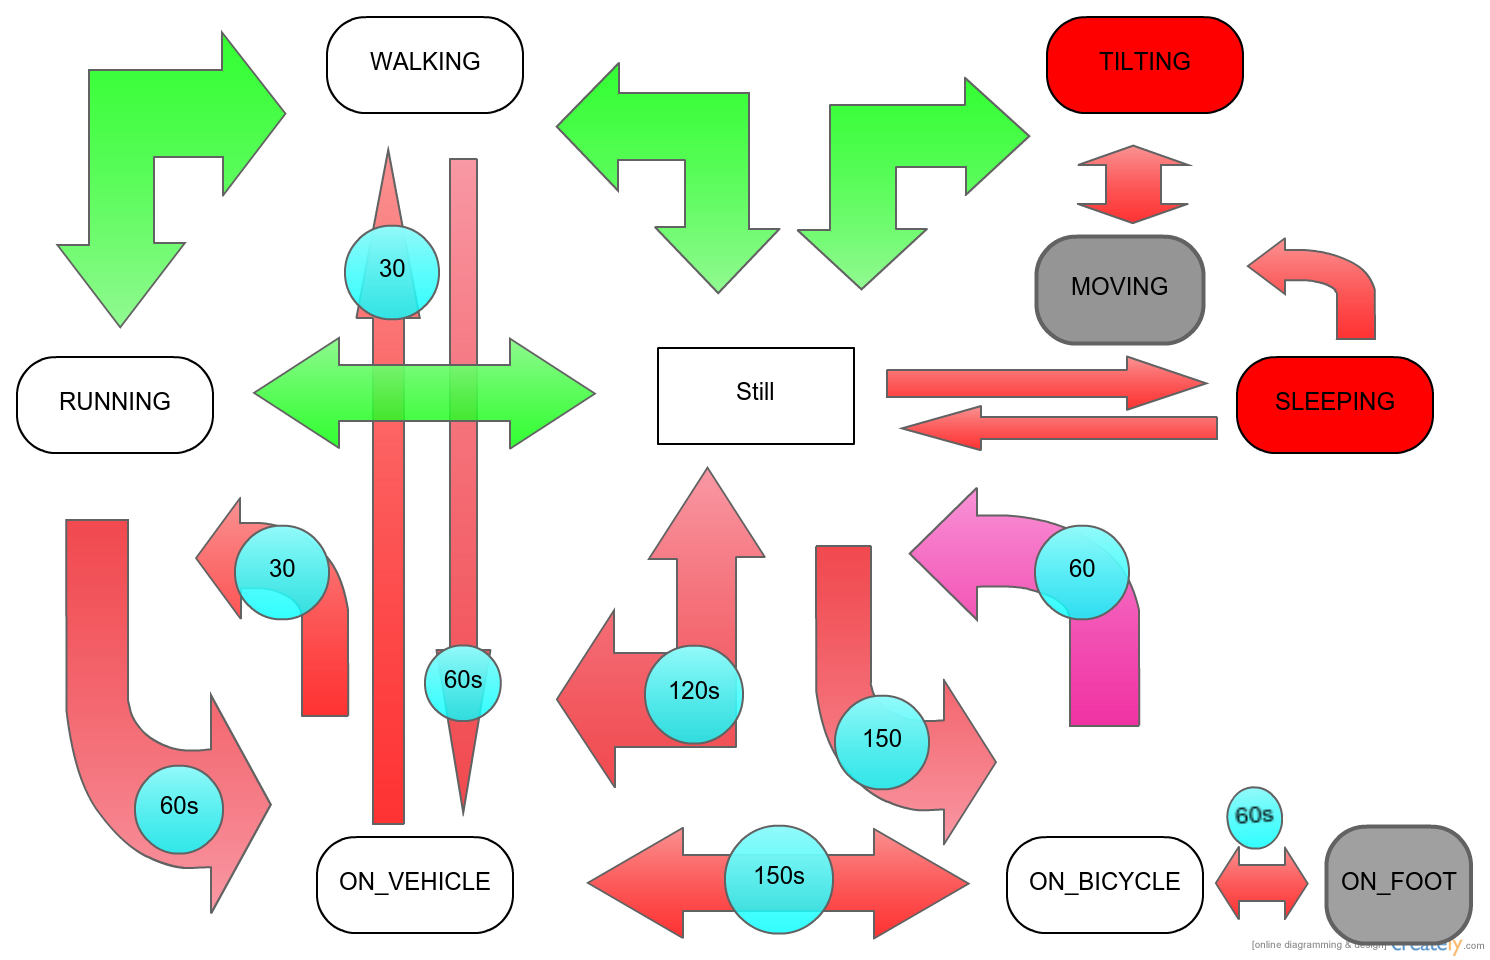 WALKING
TILTING
30
MOVING
RUNNING
Still
SLEEPING
30
60
60s
120s
150
60s
60s
ON_VEHICLE
150s
ON_BICYCLE
ON_FOOT
[online diagramming & design] creately.com